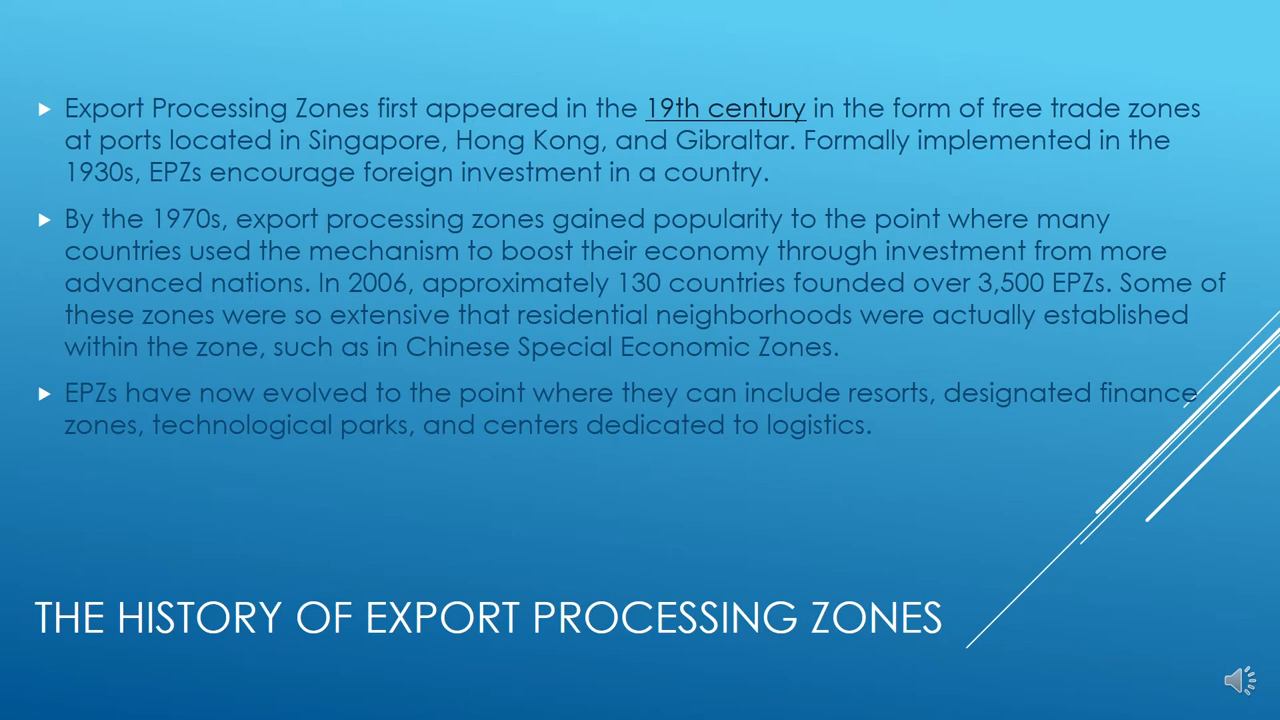 Export Processing Zones first appeared in the 19th century in the form of free trade zones
at ports located in Singapore, Hong Kong, and Gibraltar. Formally implemented in the
1930s, EPZs encourage foreign investment in a country.
By the 1970s, export processing zones gained popularity to the point where many
countries used the mechanism to boost their economy through investment from more
advanced nations. In 2006, approximately 130 countries founded over 3,500 EPZs. Some of
these zones were so extensive that residential neighborhoods were actually established
within the zone, such as in Chinese Special Economic Zones.
EPZs have now evolved to the point where they can include resorts, designated finance
zones, technological parks, and centers dedicated to logistics.
THE HISTORY OF EXPORT PROCESSING ZONES